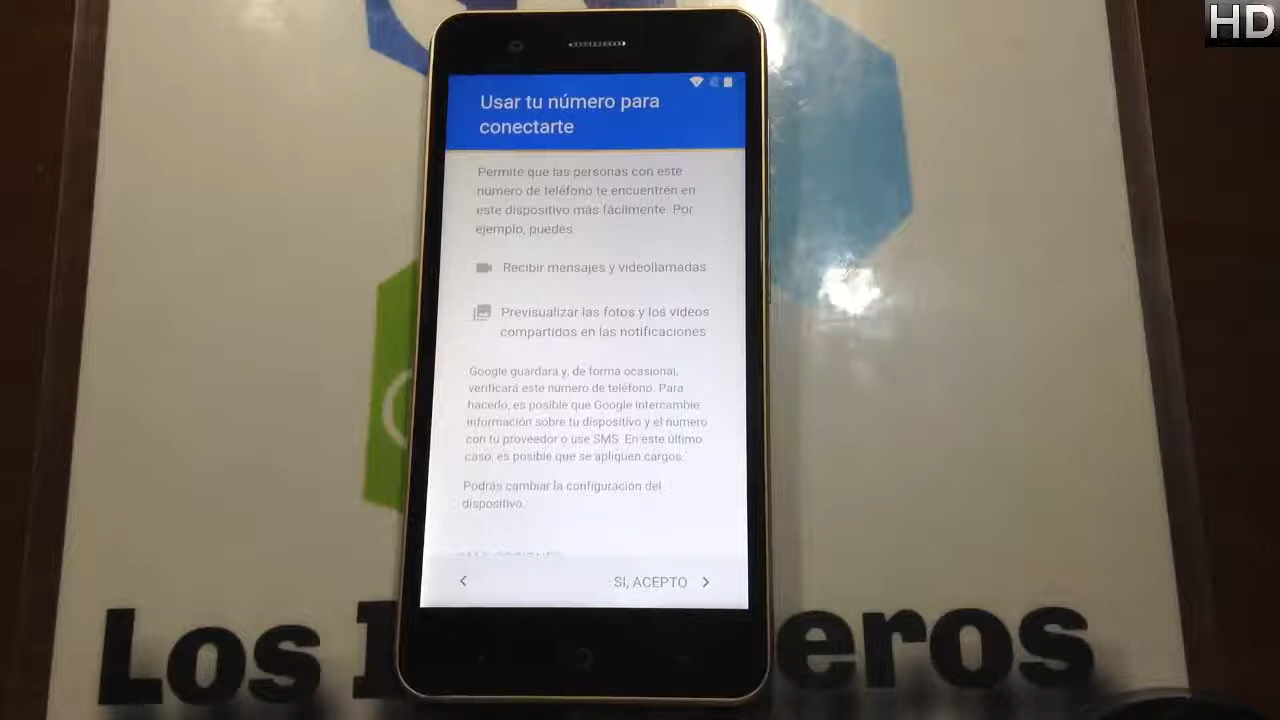 HD
Usar tu número para
conectarte
Permite que las personas con este
número de teléfono te encuentren en
este dispositivo más fácilmente. Por
ejemplo, puedes
Recibir mensajes y videollamadas
Previsualizar las fotos y los videos
compartidos en las notificaciones
Google guardará y, de forma ocasional,
verificará este número de teléfono. Para
hacerlo, es posible que Google intercambie
información sobre tu dispositivo y el número
con tu proveedor o use SMS. En este último
caso, es posible que se apliquen cargos.
Podrás cambiar la configuración del
dispositivo.
SI, ACEPTO
Los
eros